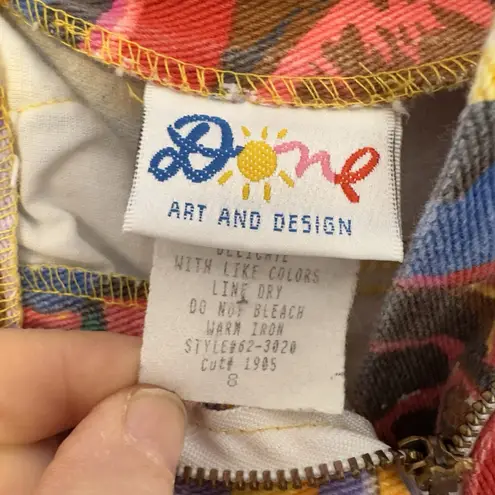 Done
ART AND DESIGN
DELICATE
WITH LIKE COLORS
LINE DRY
DO NOT BLEACH
WARM IRON
STYLE#62-3020
Cut# 1905
8